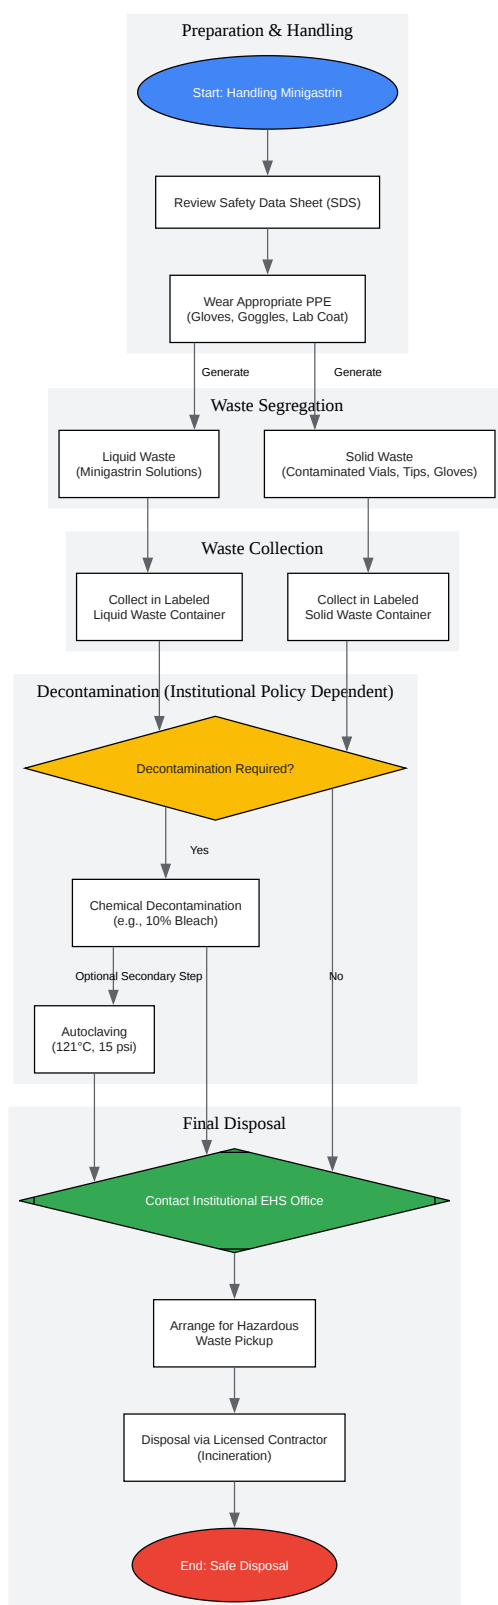 Preparation & Handling
Start: Handling Minigastrin
Review Safety Data Sheet (SDS)
Wear Appropriate PPE
(Gloves, Goggles, Lab Coat)
Generate
Generate
Waste Segregation
Liquid Waste
(Minigastrin Solutions)
Solid Waste
(Contaminated Vials, Tips, Gloves)
Waste Collection
Collect in Labeled
Liquid Waste Container
Collect in Labeled
Solid Waste Container
Decontamination (Institutional Policy Dependent)
Decontamination Required?
Yes
Chemical Decontamination
(e.g., 10% Bleach)
Optional Secondary Step
No
Autoclaving
(121°C, 15 psi)
Final Disposal
Contact Institutional EHS Office
Arrange for Hazardous
Waste Pickup
Disposal via Licensed Contractor
(Incineration)
End: Safe Disposal